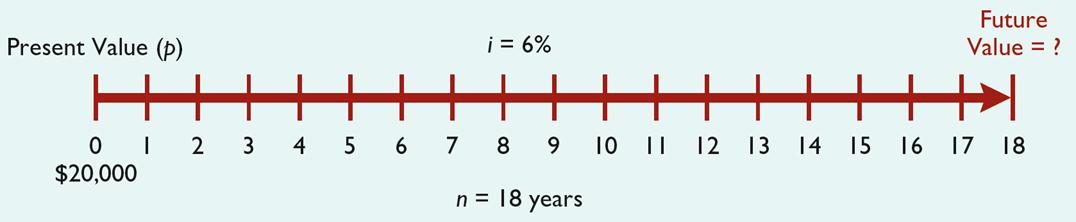 Present Value (p)
i = 6%
Future
Value = ?
0 1 2 3 4 5 6 7 8 9 10 11 12 13 14 15 16 17 18
$20,000
n = 18 years